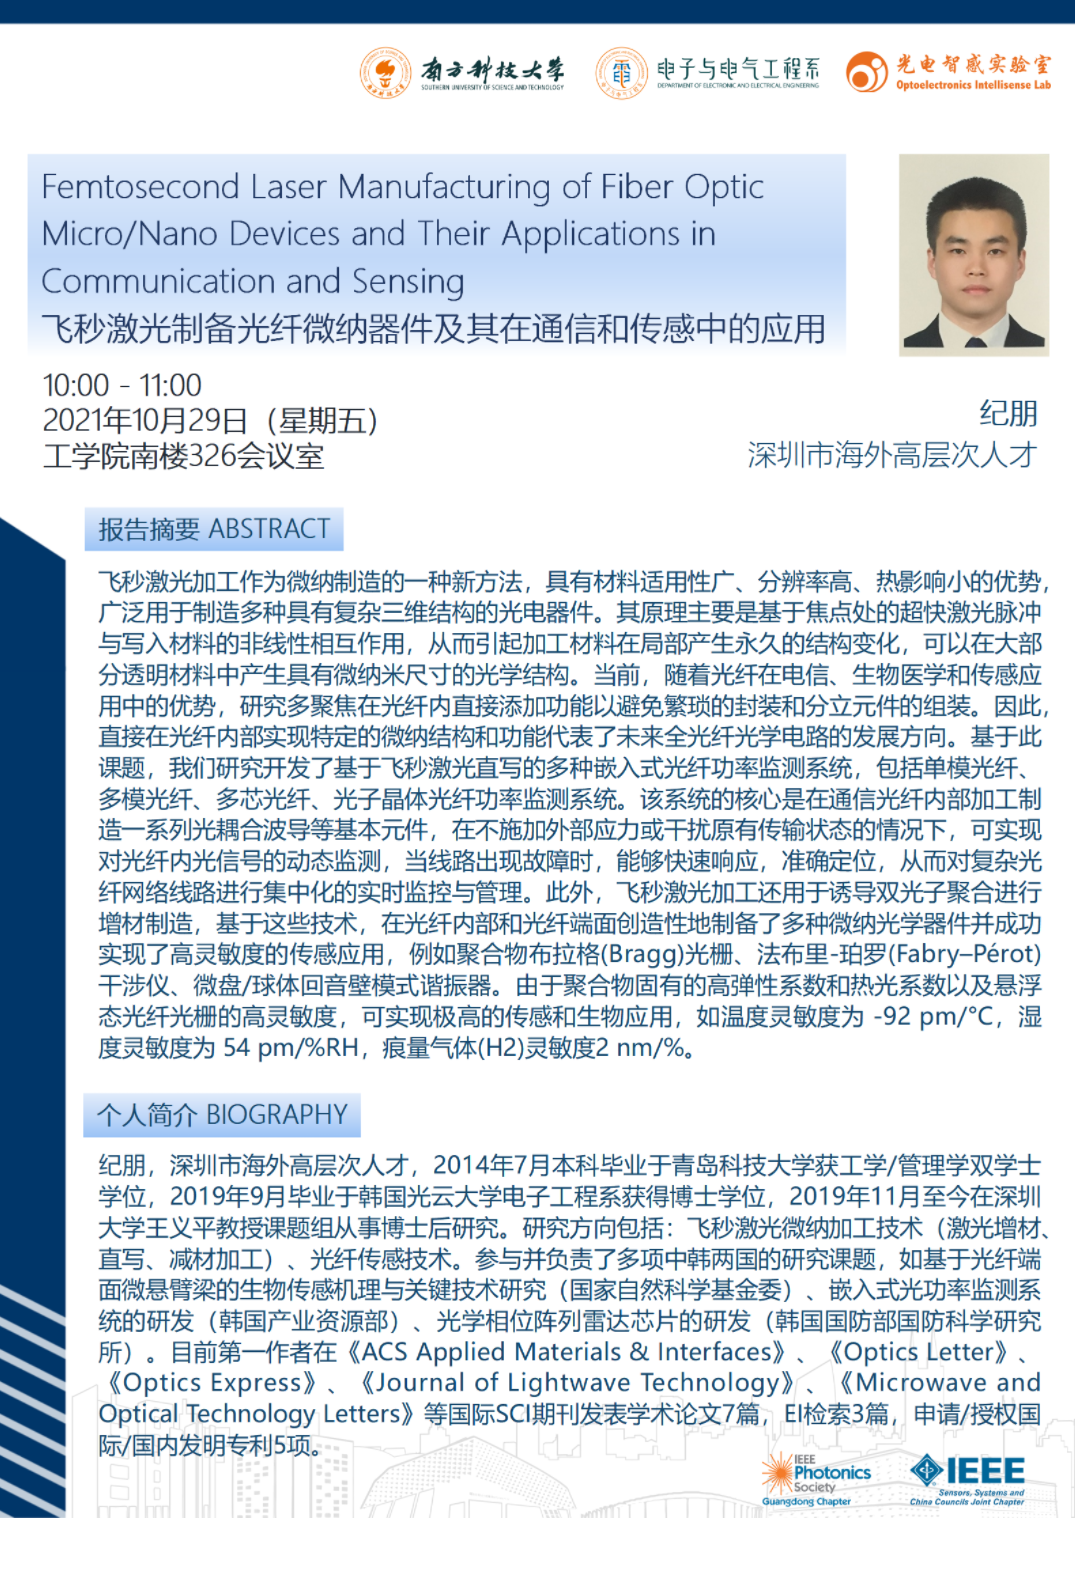 南方科技大学
SOUTHERN UNIVERSITY OF SCIENCE AND TECHNOLOGY
电子与电气工程系
DEPARTMENT OF ELECTRONIC AND ELECTRICAL ENGINEERING
光电智感实验室
Optoelectronics Intellisense Lab
Femtosecond Laser Manufacturing of Fiber Optic
Micro/Nano Devices and Their Applications in
Communication and Sensing
飞秒激光制备光纤微纳器件及其在通信和传感中的应用
10:00 - 11:00
2021年10月29日（星期五）
工学院南楼326会议室
纪朋
深圳市海外高层次人才
报告摘要 ABSTRACT
飞秒激光加工作为微纳制造的一种新方法，具有材料适用性广、分辨率高、热影响小的优势，
广泛用于制造多种具有复杂三维结构的光电器件。其原理主要是基于焦点处的超快激光脉冲
与写入材料的非线性相互作用，从而引起加工材料在局部产生永久的结构变化，可以在大部
分透明材料中产生具有微纳米尺寸的光学结构。当前，随着光纤在电信、生物医学和传感应
用中的优势，研究多聚焦在光纤内直接添加功能以避免繁琐的封装和分立元件的组装。因此，
直接在光纤内部实现特定的微纳结构和功能代表了未来全光纤光学电路的发展方向。基于此
课题，我们研究开发了基于飞秒激光直写的多种嵌入式光纤功率监测系统，包括单模光纤、
多模光纤、多芯光纤、光子晶体光纤功率监测系统。该系统的核心是在通信光纤内部加工制
造一系列光耦合波导等基本元件，在不施加外部应力或干扰原有传输状态的情况下，可实现
对光纤内光信号的动态监测，当线路出现故障时，能够快速响应，准确定位，从而对复杂光
纤网络线路进行集中化的实时监控与管理。此外，飞秒激光加工还用于诱导双光子聚合进行
增材制造，基于这些技术，在光纤内部和光纤端面创造性地制备了多种微纳光学器件并成功
实现了高灵敏度的传感应用，例如聚合物布拉格(Bragg)光栅、法布里-珀罗(Fabry–Pérot)
干涉仪、微盘/球体回音壁模式谐振器。由于聚合物固有的高弹性系数和热光系数以及悬浮
态光纤光栅的高灵敏度，可实现极高的传感和生物应用，如温度灵敏度为 -92 pm/°C，湿
度灵敏度为 54 pm/%RH，痕量气体(H2)灵敏度2 nm/%。
个人简介 BIOGRAPHY
纪朋，深圳市海外高层次人才，2014年7月本科毕业于青岛科技大学获工学/管理学双学士
学位，2019年9月毕业于韩国光云大学电子工程系获得博士学位，2019年11月至今在深圳
大学王义平教授课题组从事博士后研究。研究方向包括：飞秒激光微纳加工技术（激光增材、
直写、减材加工）、光纤传感技术。参与并负责了多项中韩两国的研究课题，如基于光纤端
面微悬臂梁的生物传感机理与关键技术研究（国家自然科学基金委）、嵌入式光功率监测系
统的研发（韩国产业资源部）、光学相位阵列雷达芯片的研发（韩国国防部国防科学研究
所）。目前第一作者在《ACS Applied Materials & Interfaces》、《Optics Letter》、
《Optics Express》、《Journal of Lightwave Technology》、《Microwave and
Optical Technology Letters》等国际SCI期刊发表学术论文7篇，EI检索3篇，申请/授权国
际/国内发明专利5项。
IEEE
Photonics
Society
Guangdong Chapter
IEEE
Sensors, Systems and
China Councils Joint Chapter